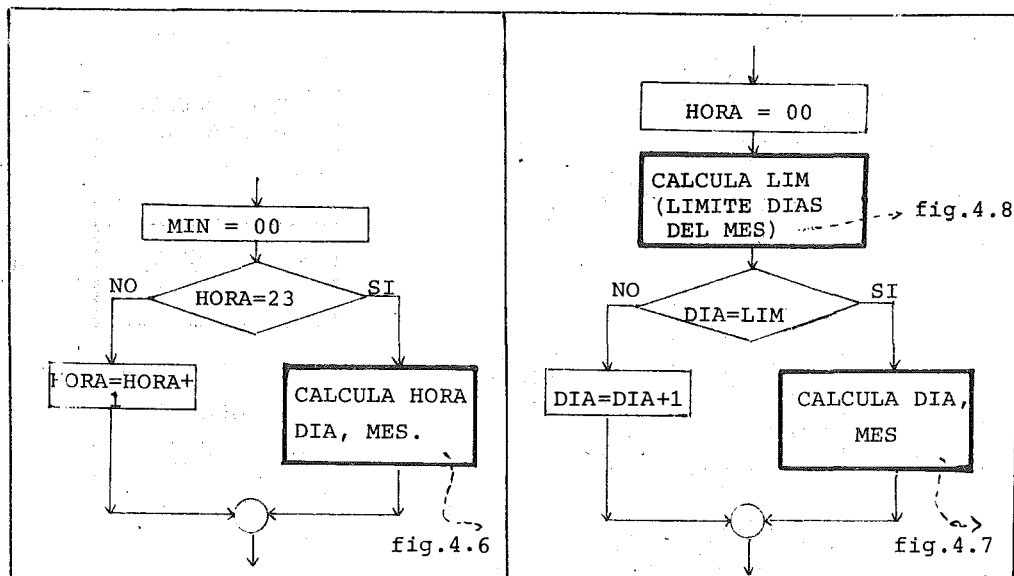 MIN = 00
NO
HORA=23
SI
HORA=HORA+
1
CALCULA HORA
DIA, MES.
fig.4.6
HORA = 00
CALCULA LIM
(LIMITE DIAS
DEL MES)
fig.4.8
NO
DIA=LIM
SI
DIA=DIA+1
CALCULA DIA,
MES
fig.4.7